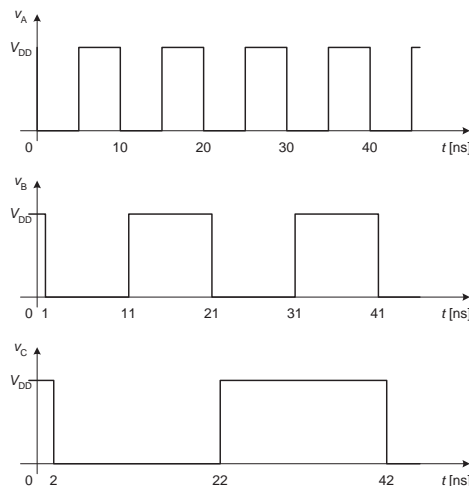 vA
VDD
0 10 20 30 40 t [ns]
vB
VDD
0 1 11 21 31 41 t [ns]
vC
VDD
0 2 22 42 t [ns]